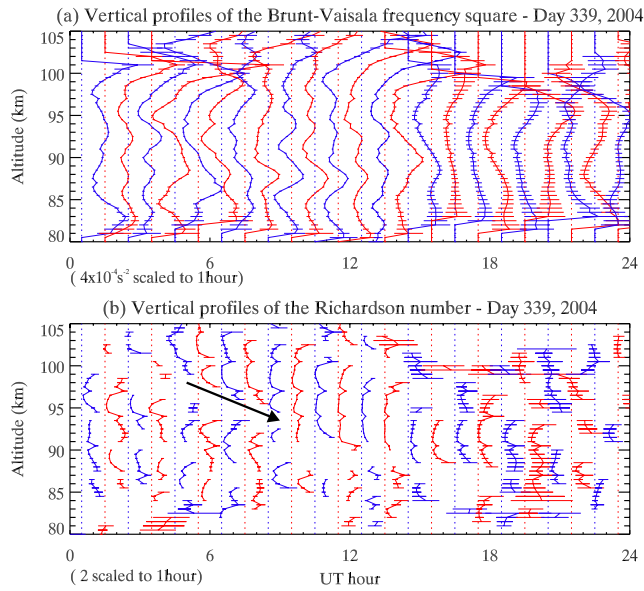 (a) Vertical profiles of the Brunt-Vaisala frequency square - Day 339, 2004
105
100
95
90
85
80
Altitude (km)
0 6 12 18 24
( 4x10⁻⁴s⁻² scaled to 1hour)
(b) Vertical profiles of the Richardson number - Day 339, 2004
105
100
95
90
85
80
Altitude (km)
0 6 12 18 24
( 2 scaled to 1hour)
UT hour